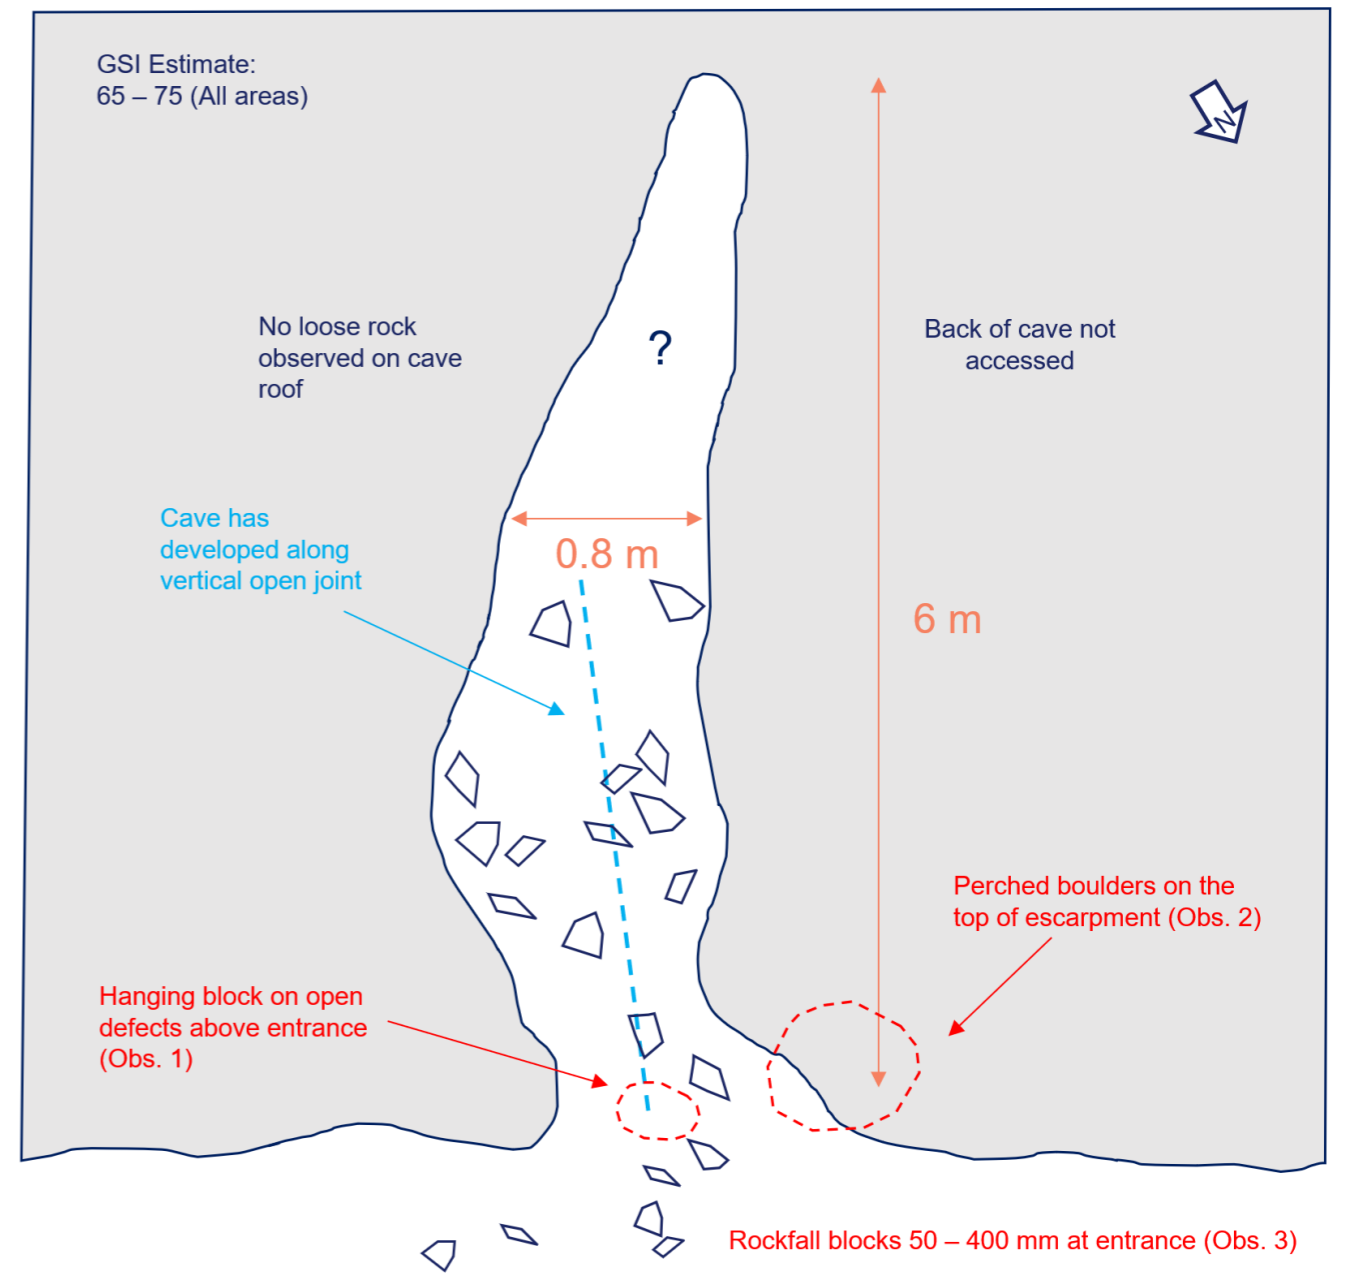 GSI Estimate:
65 – 75 (All areas)
N
No loose rock
observed on cave
roof
?
Back of cave not
accessed
Cave has
developed along
vertical open joint
0.8 m
6 m
Perched boulders on the
top of escarpment (Obs. 2)
Hanging block on open
defects above entrance
(Obs. 1)
Rockfall blocks 50 – 400 mm at entrance (Obs. 3)